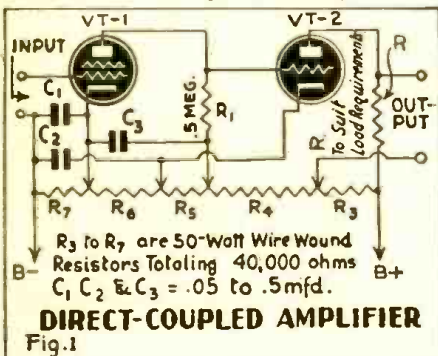 VT-1
VT-2
INPUT
C1
C2
C3
.5 MEG.
R1
R
To Suit
Load Requirements
R
OUT-
PUT
R7 R6 R5 R4 R3
R3 to R7 are 50-Watt Wire Wound
Resistors Totaling 40,000 ohms
C1 C2 & C3 = .05 to .5mfd.
B-
B+
DIRECT-COUPLED AMPLIFIER
Fig.1